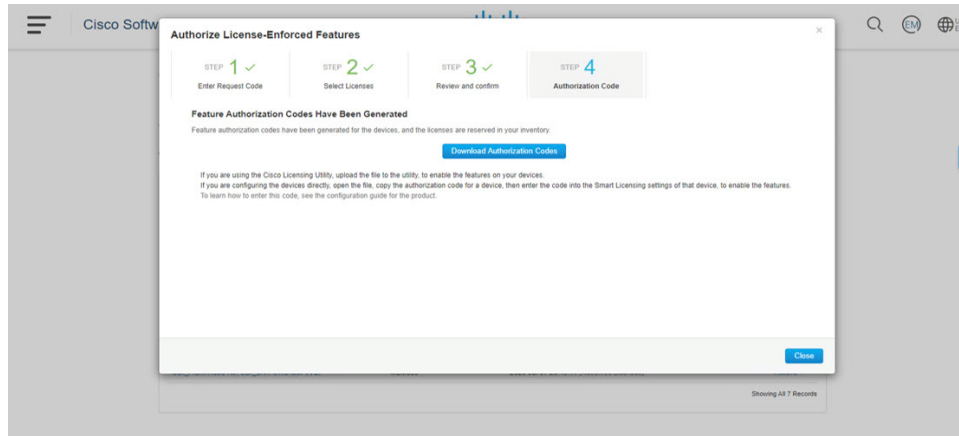 Cisco Softw
EM
Authorize License-Enforced Features
×
STEP 1 ✓
Enter Request Code
STEP 2 ✓
Select Licenses
STEP 3 ✓
Review and confirm
STEP 4
Authorization Code
Feature Authorization Codes Have Been Generated
Feature authorization codes have been generated for the devices, and the licenses are reserved in your inventory.
Download Authorization Codes
If you are using the Cisco Licensing Utility, upload the file to the utility, to enable the features on your devices.
If you are configuring the devices directly, open the file, copy the authorization code for a device, then enter the code into the Smart Licensing settings of that device, to enable the features.
To learn how to enter this code, see the configuration guide for the product.
Close
Showing All 7 Records